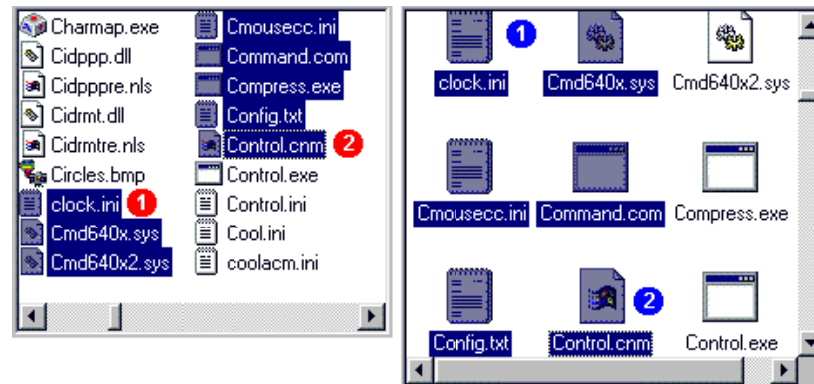 Charmap.exe
Cidppp.dll
Cidpppre.nls
Cidrmt.dll
Cidrmtre.nls
Circles.bmp
clock.ini 1
Cmd640x.sys
Cmd640x2.sys
Cmousecc.ini
Command.com
Compress.exe
Config.txt
Control.cnm 2
Control.exe
Control.ini
Cool.ini
coolacm.ini
1
clock.ini Cmd640x.sys Cmd640x2.sys
Cmousecc.ini Command.com Compress.exe
2
Config.txt Control.cnm Control.exe